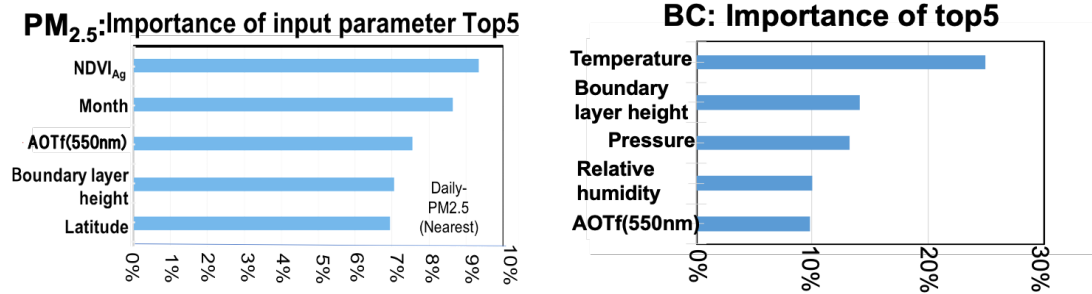 PM2.5:Importance of input parameter Top5
NDVIAg
Month
AOTf(550nm)
Boundary layer
height
Latitude
Daily-
PM2.5
(Nearest)
0%
1%
2%
3%
4%
5%
6%
7%
8%
9%
10%
BC: Importance of top5
Temperature
Boundary
layer height
Pressure
Relative
humidity
AOTf(550nm)
0%
10%
20%
30%